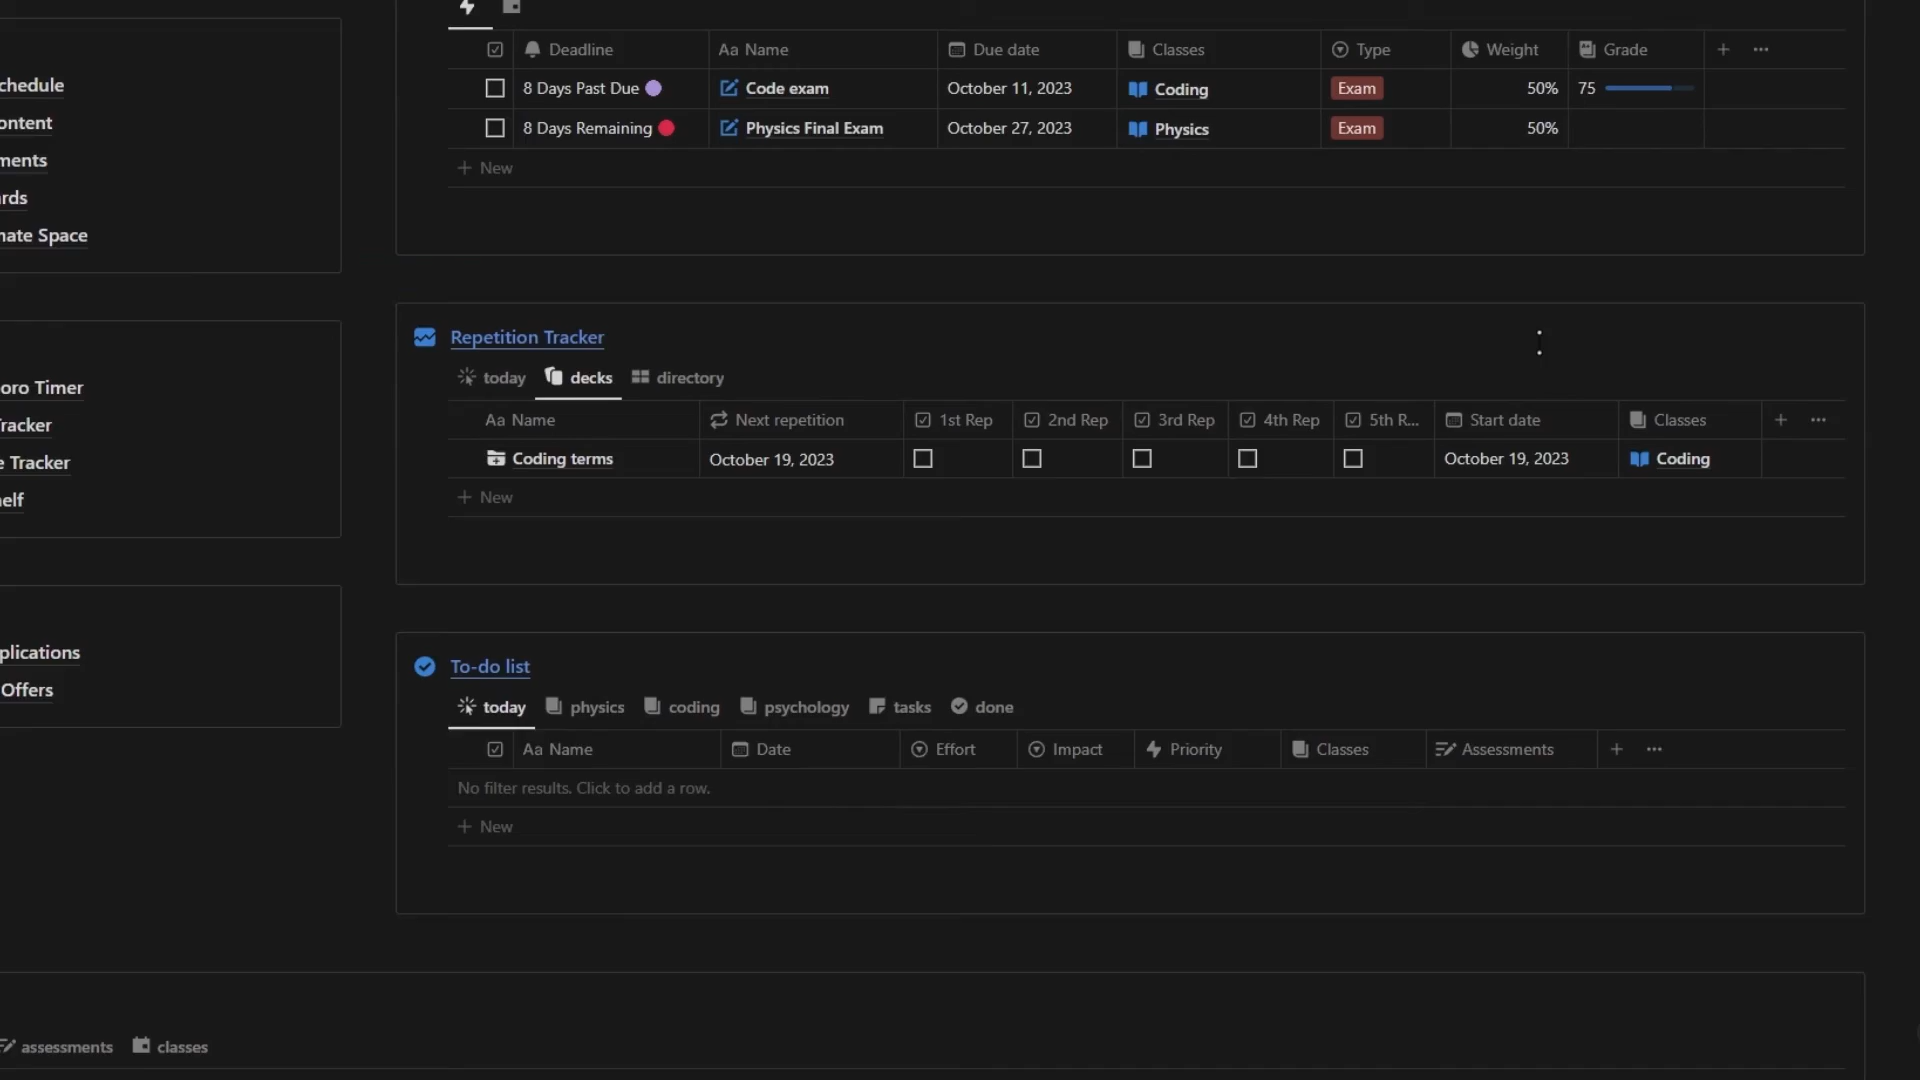 chedule
ontent
ments
rds
nate Space
oro Timer
racker
e Tracker
elf
plications
Offers
Deadline Name Due date Classes Type Weight Grade
8 Days Past Due Code exam October 11, 2023 Coding Exam 50% 75
8 Days Remaining Physics Final Exam October 27, 2023 Physics Exam 50%
+ New
Repetition Tracker
today decks directory
Aa Name Next repetition 1st Rep 2nd Rep 3rd Rep 4th Rep 5th R... Start date Classes + ...
Coding terms October 19, 2023 October 19, 2023 Coding
+ New
To-do list
today physics coding psychology tasks done
Aa Name Date Effort Impact Priority Classes Assessments + ...
No filter results. Click to add a row.
+ New
assessments classes